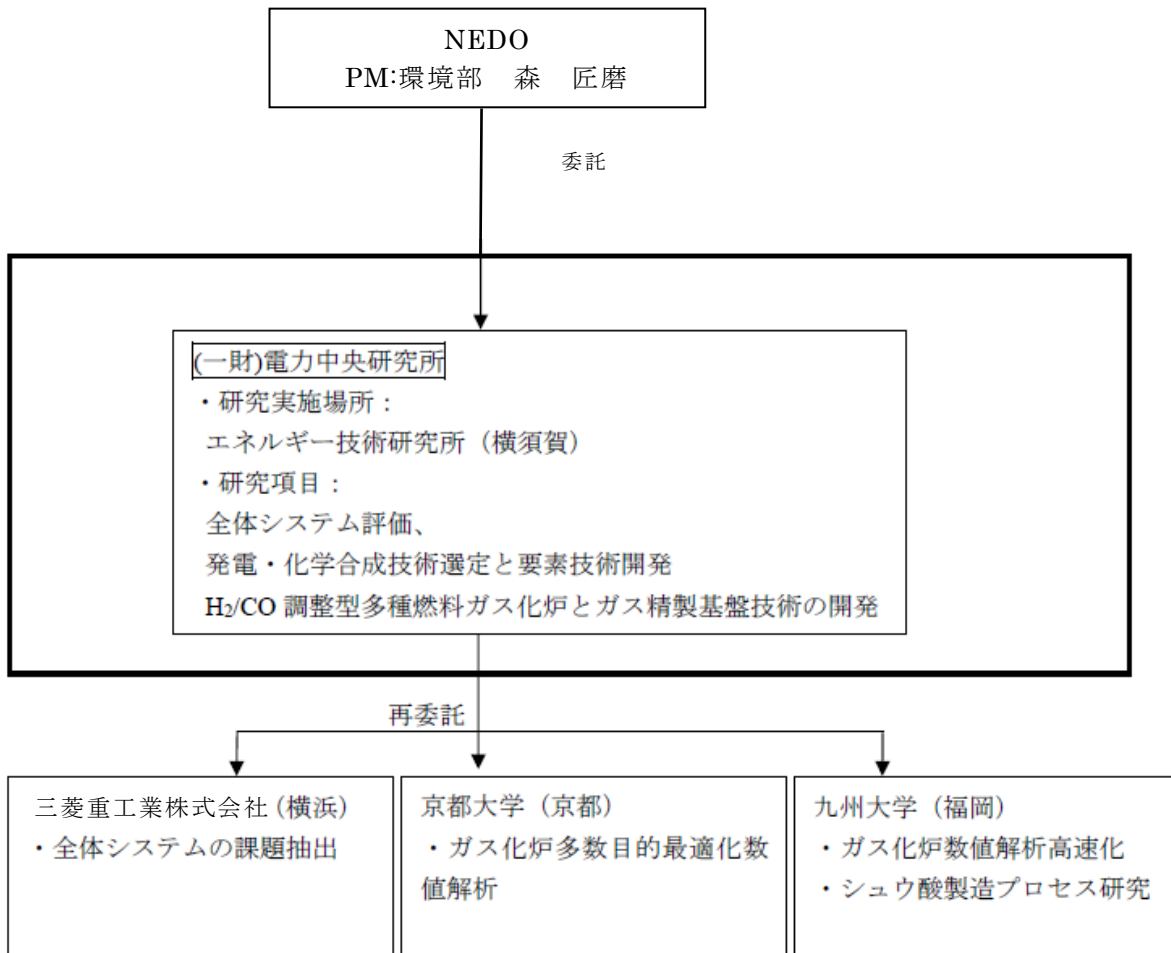 NEDO
PM:環境部　森　匠磨
委託
(一財)電力中央研究所
・研究実施場所：
エネルギー技術研究所（横須賀）
・研究項目：
全体システム評価、
発電・化学合成技術選定と要素技術開発
H2/CO 調整型多種燃料ガス化炉とガス精製基盤技術の開発
再委託
三菱重工業株式会社 (横浜)
・全体システムの課題抽出
京都大学（京都）
・ガス化炉多数目的最適化数
値解析
九州大学（福岡）
・ガス化炉数値解析高速化
・シュウ酸製造プロセス研究